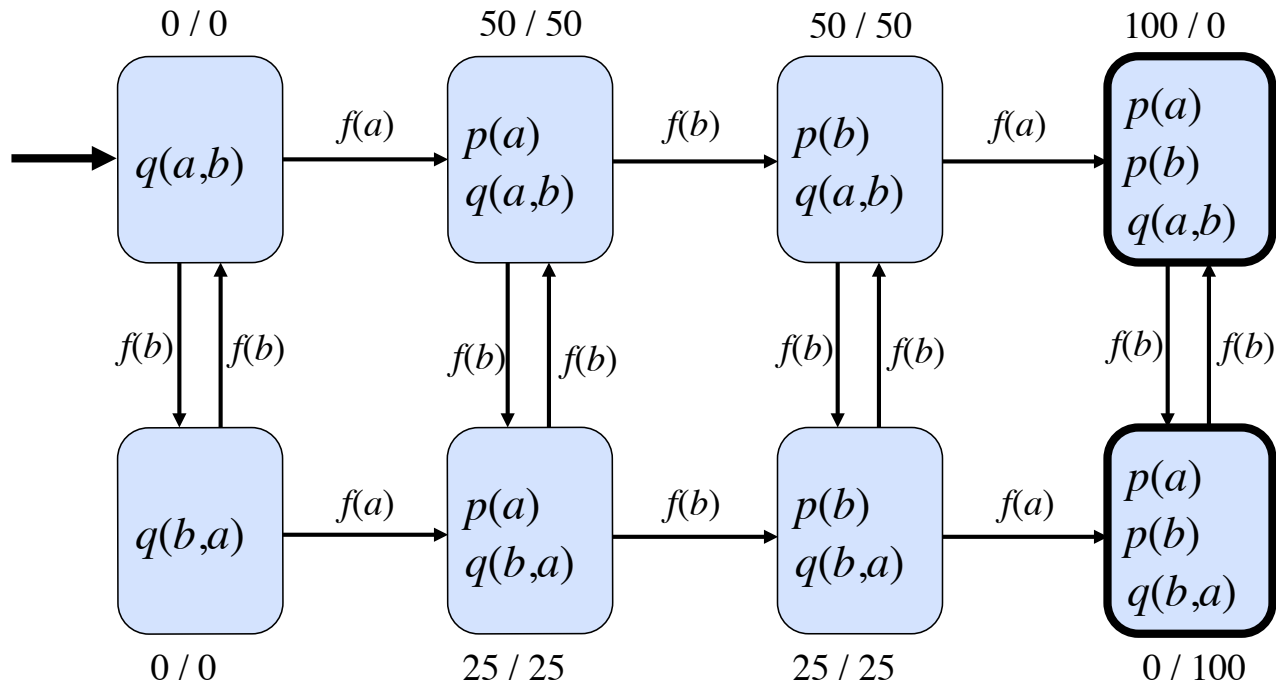 0 / 0
50 / 50
50 / 50
100 / 0
q(a,b)
f(a)
p(a)
q(a,b)
f(b)
p(b)
q(a,b)
f(a)
p(a)
p(b)
q(a,b)
f(b)
f(b)
f(b)
f(b)
f(b)
f(b)
f(b)
f(b)
q(b,a)
f(a)
p(a)
q(b,a)
f(b)
p(b)
q(b,a)
f(a)
p(a)
p(b)
q(b,a)
0 / 0
25 / 25
25 / 25
0 / 100